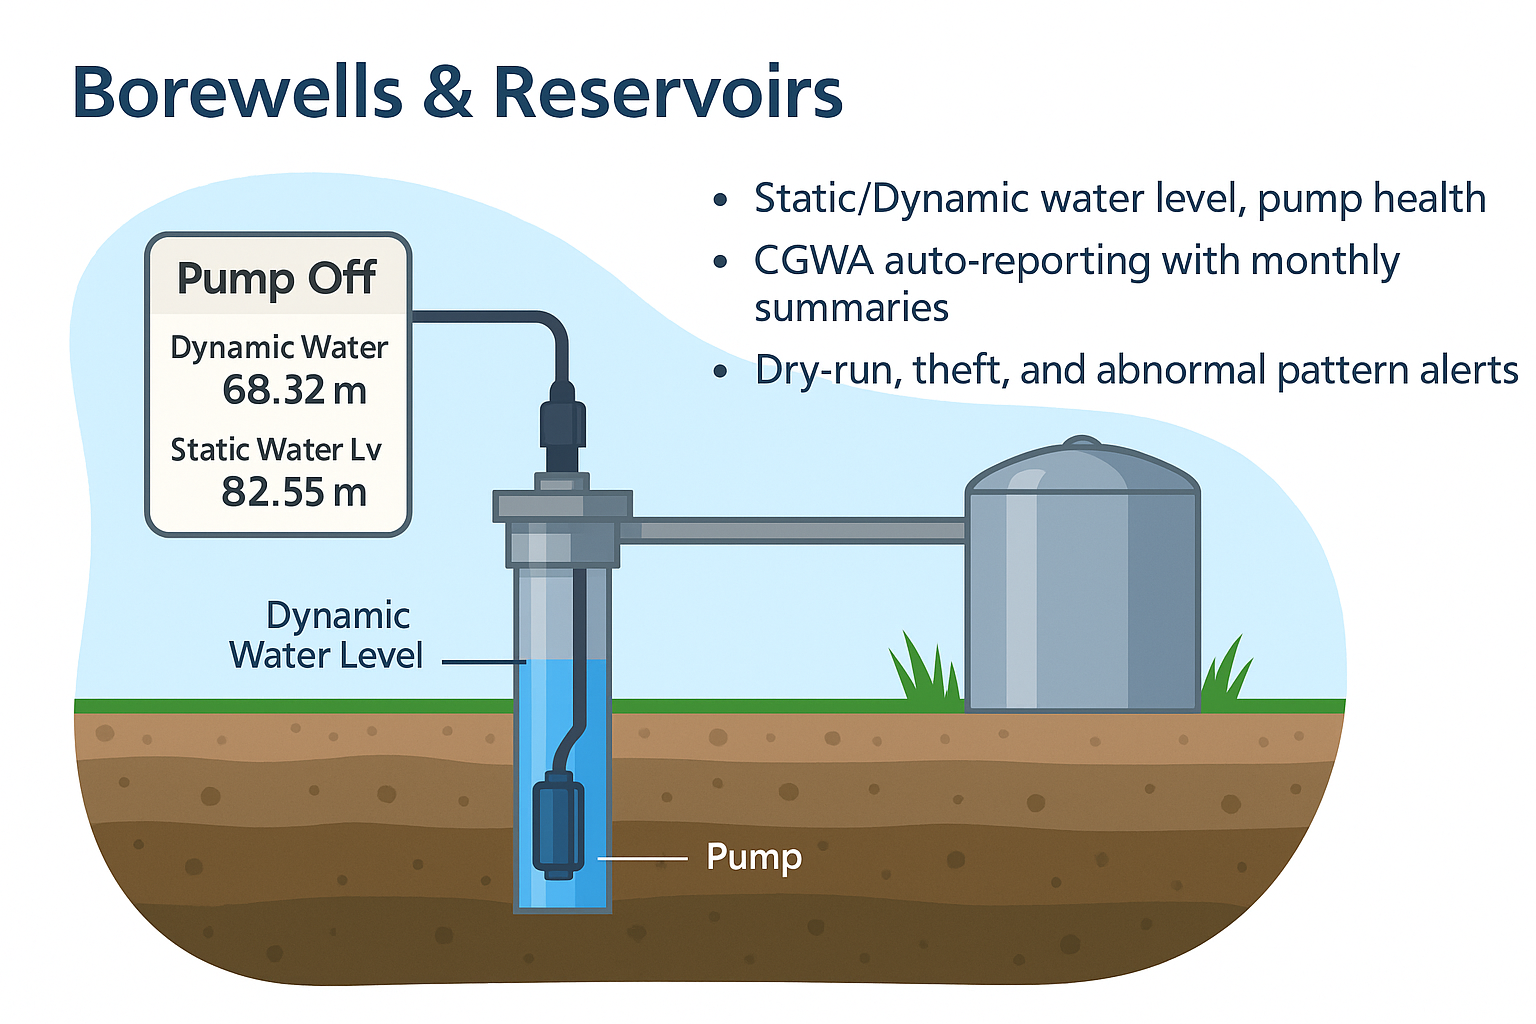 Borewells & Reservoirs
• Static/Dynamic water level, pump health
• CGWA auto-reporting with monthly
summaries
• Dry-run, theft, and abnormal pattern alerts
Pump Off
Dynamic Water
68.32 m
Static Water Lv
82.55 m
Dynamic
Water Level
Pump